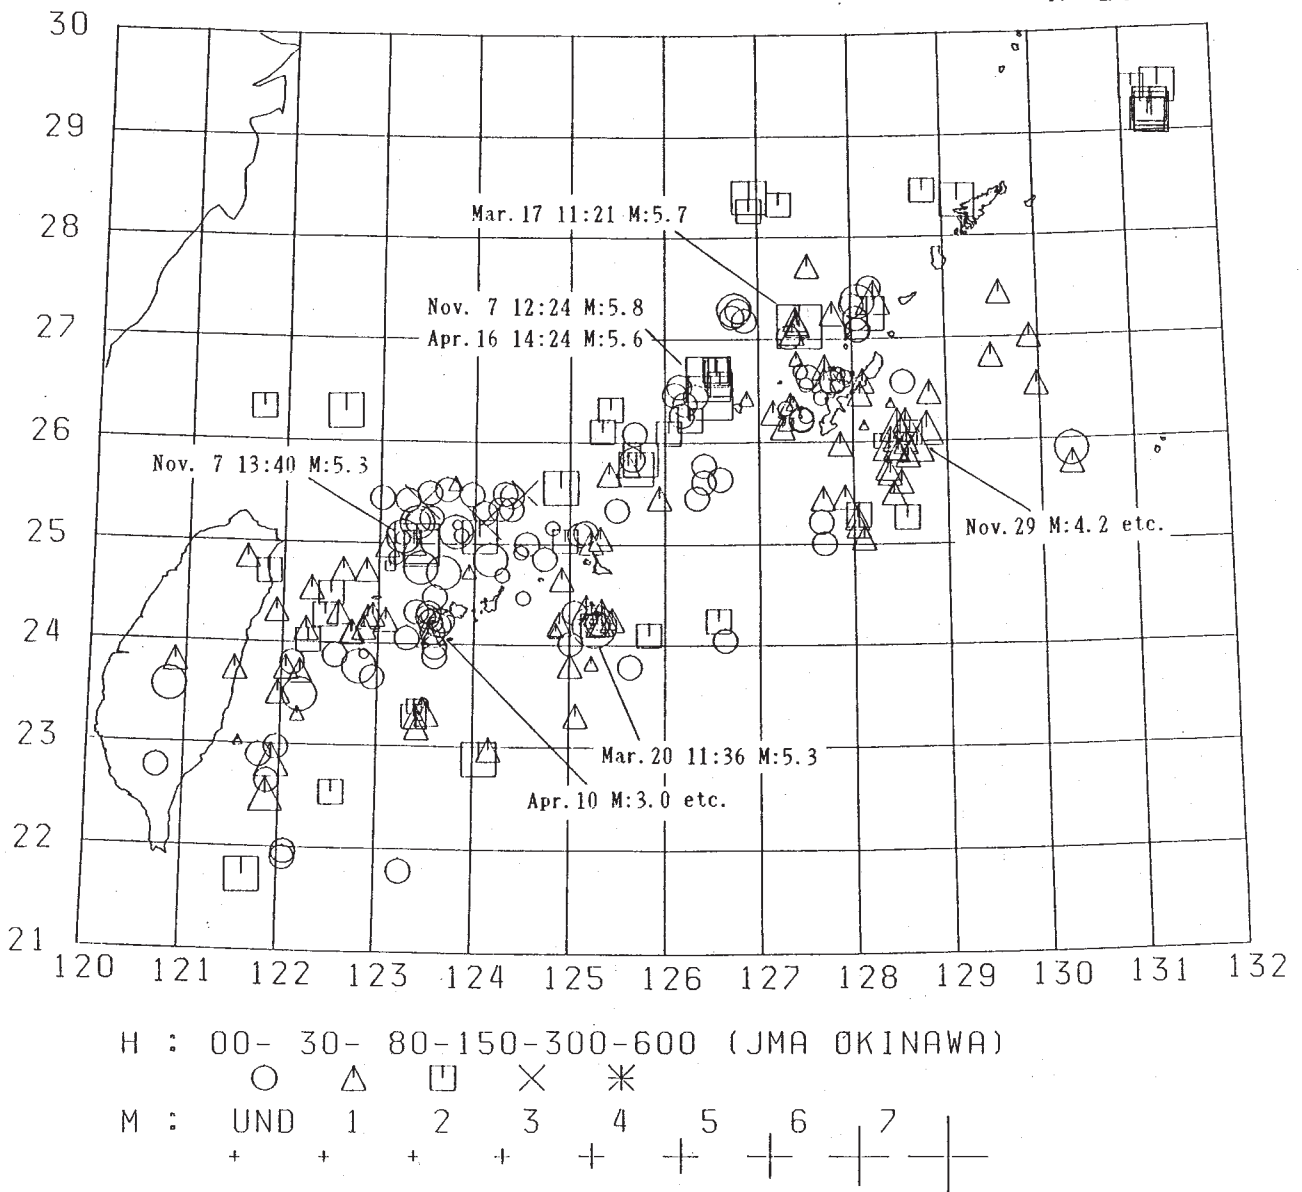 30
29
28
27
26
25
24
23
22
21
Mar. 17 11:21 M:5.7
Nov. 7 12:24 M:5.8
Apr. 16 14:24 M:5.6
Nov. 7 13:40 M:5.3
Nov. 29 M:4.2 etc.
Mar. 20 11:36 M:5.3
Apr. 10 M:3.0 etc.
120 121 122 123 124 125 126 127 128 129 130 131 132
H : 00- 30- 80-150-300-600 (JMA OKINAWA)
M : UND 1 2 3 4 5 6 7